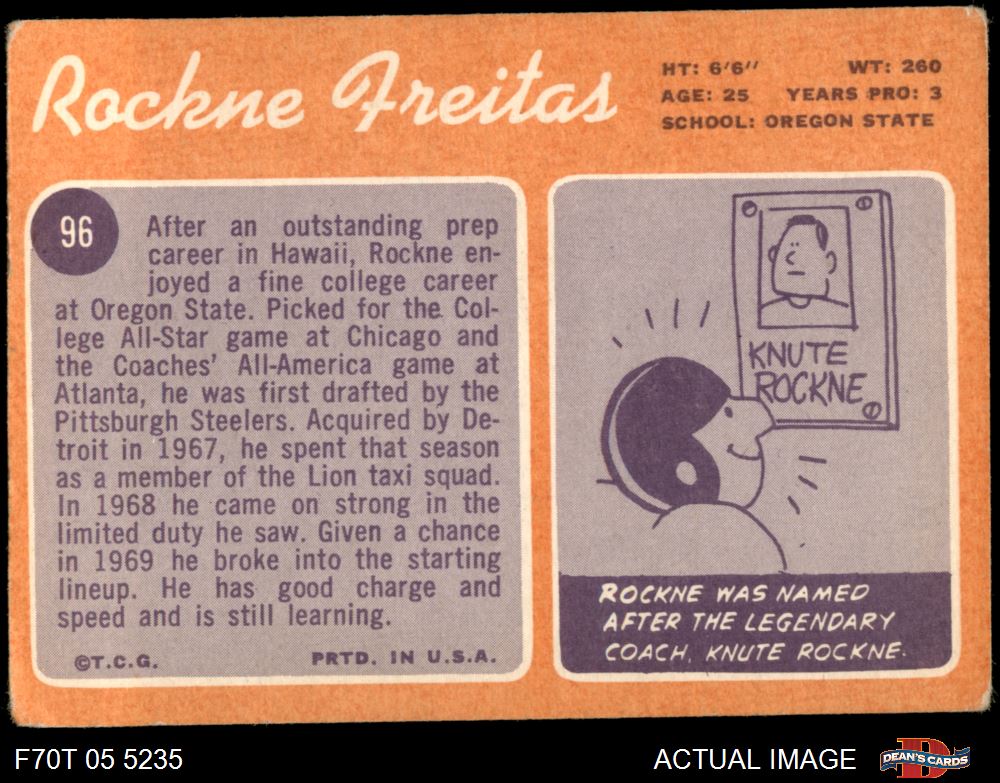 Rockne Freitas
HT: 6'6" WT: 260
AGE: 25 YEARS PRO: 3
SCHOOL: OREGON STATE
96
After an outstanding prep
career in Hawaii, Rockne en-
joyed a fine college career
at Oregon State. Picked for the Col-
lege All-Star game at Chicago and
the Coaches' All-America game at
Atlanta, he was first drafted by the
Pittsburgh Steelers. Acquired by De-
troit in 1967, he spent that season
as a member of the Lion taxi squad.
In 1968 he came on strong in the
limited duty he saw. Given a chance
in 1969 he broke into the starting
lineup. He has good charge and
speed and is still learning.
©T.C.G. PRTD. IN U.S.A.
KNUTE
ROCKNE
ROCKNE WAS NAMED
AFTER THE LEGENDARY
COACH, KNUTE ROCKNE.
F70T 05 5235 ACTUAL IMAGE
DEAN'S CARDS